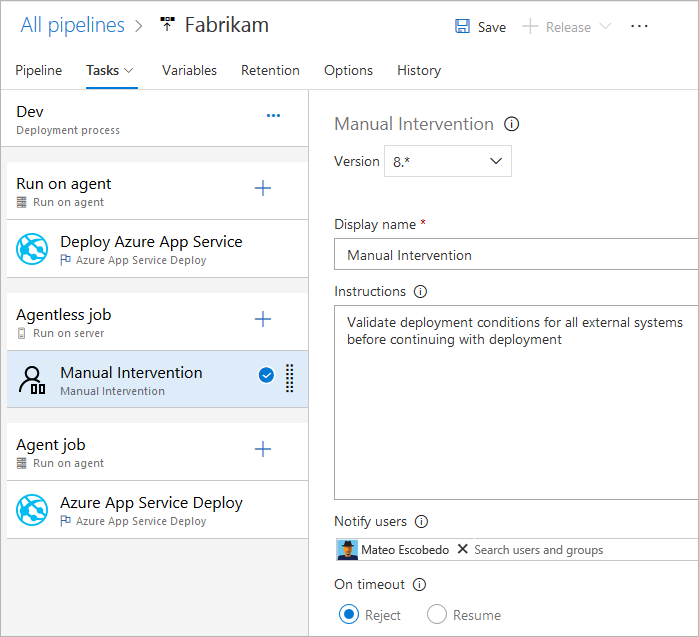 All pipelines > Fabrikam
Save
Release
...
Pipeline
Tasks
Variables
Retention
Options
History
Dev
Deployment process
Run on agent
Run on agent
Deploy Azure App Service
Azure App Service Deploy
Agentless job
Run on server
Manual Intervention
Manual Intervention
Agent job
Run on agent
Azure App Service Deploy
Azure App Service Deploy
Manual Intervention
Version 8.*
Display name *
Manual Intervention
Instructions
Validate deployment conditions for all external systems
before continuing with deployment
Notify users
Mateo Escobedo Search users and groups
On timeout
Reject Resume